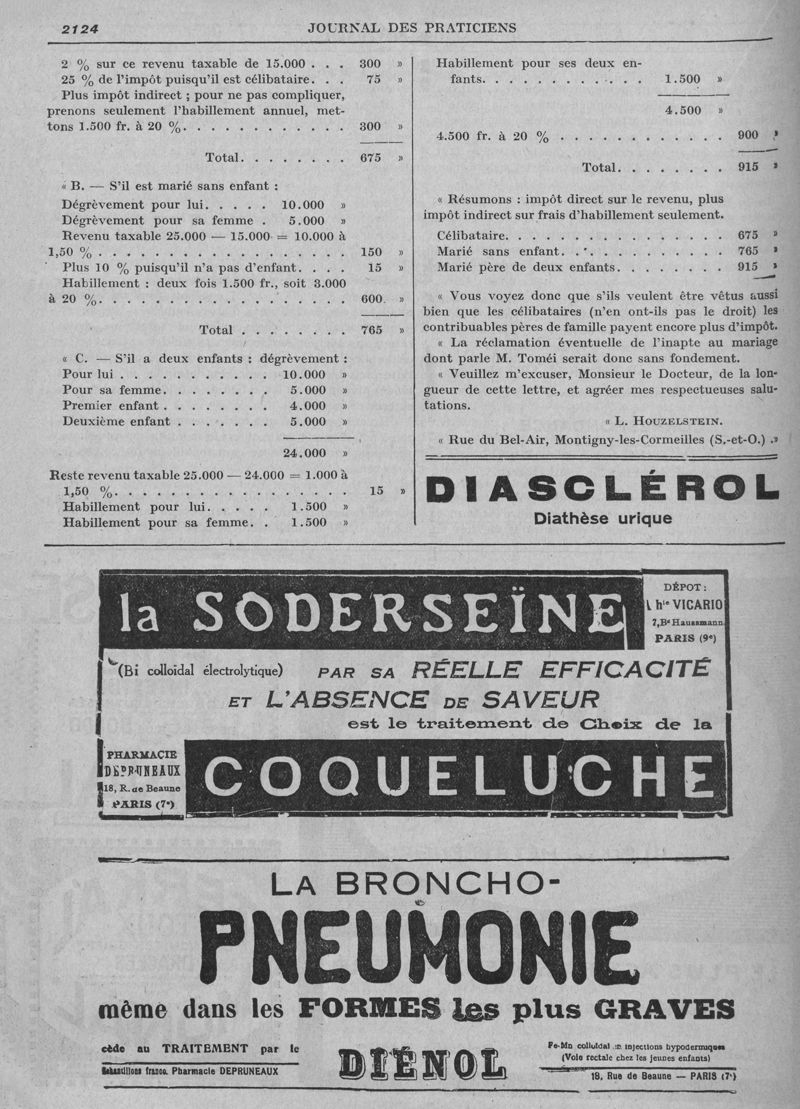 2124
JOURNAL DES PRATICIENS
2 % sur ce revenu taxable de 15.000 . . . 300 »
25 % de l'impôt puisqu'il est célibataire. . . 75 »
Plus impôt indirect ; pour ne pas compliquer,
prenons seulement l'habillement annuel, met-
tons 1.500 fr. à 20 %. . . . . . . . . . . . . 300 »
Total. . . . . . . . 675 »
« B. — S'il est marié sans enfant :
Dégrèvement pour lui. . . . . 10.000 »
Dégrèvement pour sa femme . 5.000 »
Revenu taxable 25.000 — 15.000 = 10.000 à
1,50 % . . . . . . . . . . . . . . . . . . 150 »
Plus 10 % puisqu'il n'a pas d'enfant. . . . 15 »
Habillement : deux fois 1.500 fr., soit 3.000
à 20 %. . . . . . . . . . . . . . . . . . 600 »
Total . . . . . . . . 765 »
« C. — S'il a deux enfants : dégrèvement :
Pour lui . . . . . . . . . . . 10.000 »
Pour sa femme. . . . . . . . 5.000 »
Premier enfant . . . . . . . . 4.000 »
Deuxième enfant . . . . . . . 5.000 »
24.000 »
Reste revenu taxable 25.000 — 24.000 = 1.000 à
1,50 %. . . . . . . . . . . . . . . . . 15 »
Habillement pour lui. . . . . 1.500 »
Habillement pour sa femme. . 1.500 »
Habillement pour ses deux en-
fants. . . . . . . . . . . . 1.500 »
4.500 »
4.500 fr. à 20 % . . . . . . . . . . . . . 900 »
Total. . . . . . . . 915 »
« Résumons : impôt direct sur le revenu, plus
impôt indirect sur frais d'habillement seulement.
Célibataire. . . . . . . . . . . . . . . . . 675 »
Marié sans enfant. . . . . . . . . . . . . . 765 »
Marié père de deux enfants. . . . . . . . . 915 »
« Vous voyez donc que s'ils veulent être vêtus aussi
bien que les célibataires (n'en ont-ils pas le droit) les
contribuables pères de famille payent encore plus d'impôt.
« La réclamation éventuelle de l'inapte au mariage
dont parle M. Toméi serait donc sans fondement.
« Veuillez m'excuser, Monsieur le Docteur, de la lon-
gueur de cette lettre, et agréer mes respectueuses salu-
tations.
« L. HOUZELSTEIN.
« Rue du Bel-Air, Montigny-les-Cormeilles (S.-et-O.) .»
DIASCLÉROL
Diathèse urique
la SODERSEÏNE
DÉPOT :
hie VICARIO
7, Bd Haussmann
PARIS (9e)
(Bi colloidal électrolytique) PAR SA RÉELLE EFFICACITÉ
ET L'ABSENCE DE SAVEUR
est le traitement de Choix de la
PHARMACIE
DEPRUNEAUX
18, R. de Beaune
PARIS (7e)
COQUELUCHE
LA BRONCHO-
PNEUMONIE
même dans les FORMES les plus GRAVES
cède au TRAITEMENT par le
Echantillons franco. Pharmacie DEPRUNEAUX
DIÉNOL
Fe-Mn colloidal injections hypodermiques
(Voie rectale chez les jeunes enfants)
18, Rue de Beaune — PARIS (7e)